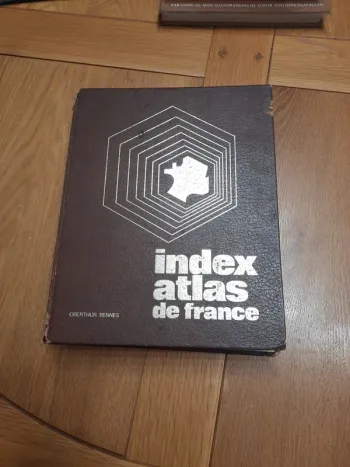 index
atlas
de france
OBERTHUR. RENNES